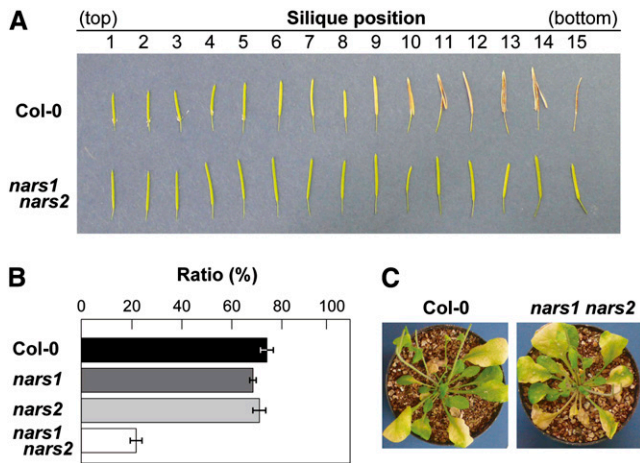 A
(top) Silique position (bottom)
1 2 3 4 5 6 7 8 9 10 11 12 13 14 15
Col-0
nars1
nars2
B
Ratio (%)
0 20 40 60 80 100
Col-0
nars1
nars2
nars1
nars2
C
Col-0 nars1 nars2